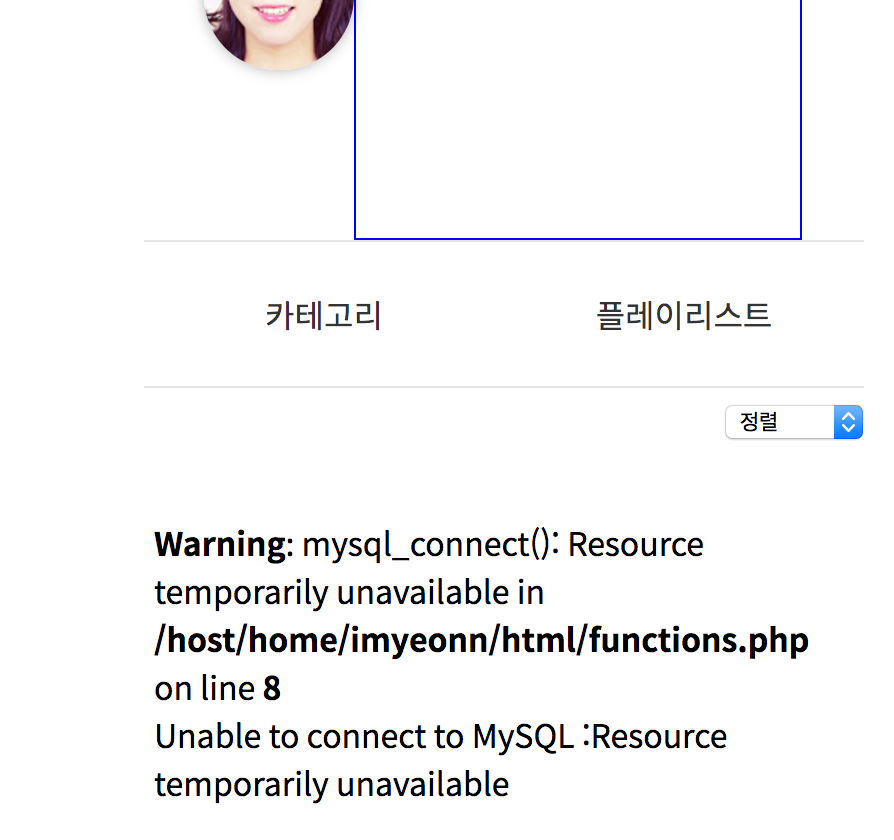 카테고리 플레이리스트
정렬
Warning: mysql_connect(): Resource
temporarily unavailable in
/host/home/imyeonn/html/functions.php
on line 8
Unable to connect to MySQL :Resource
temporarily unavailable